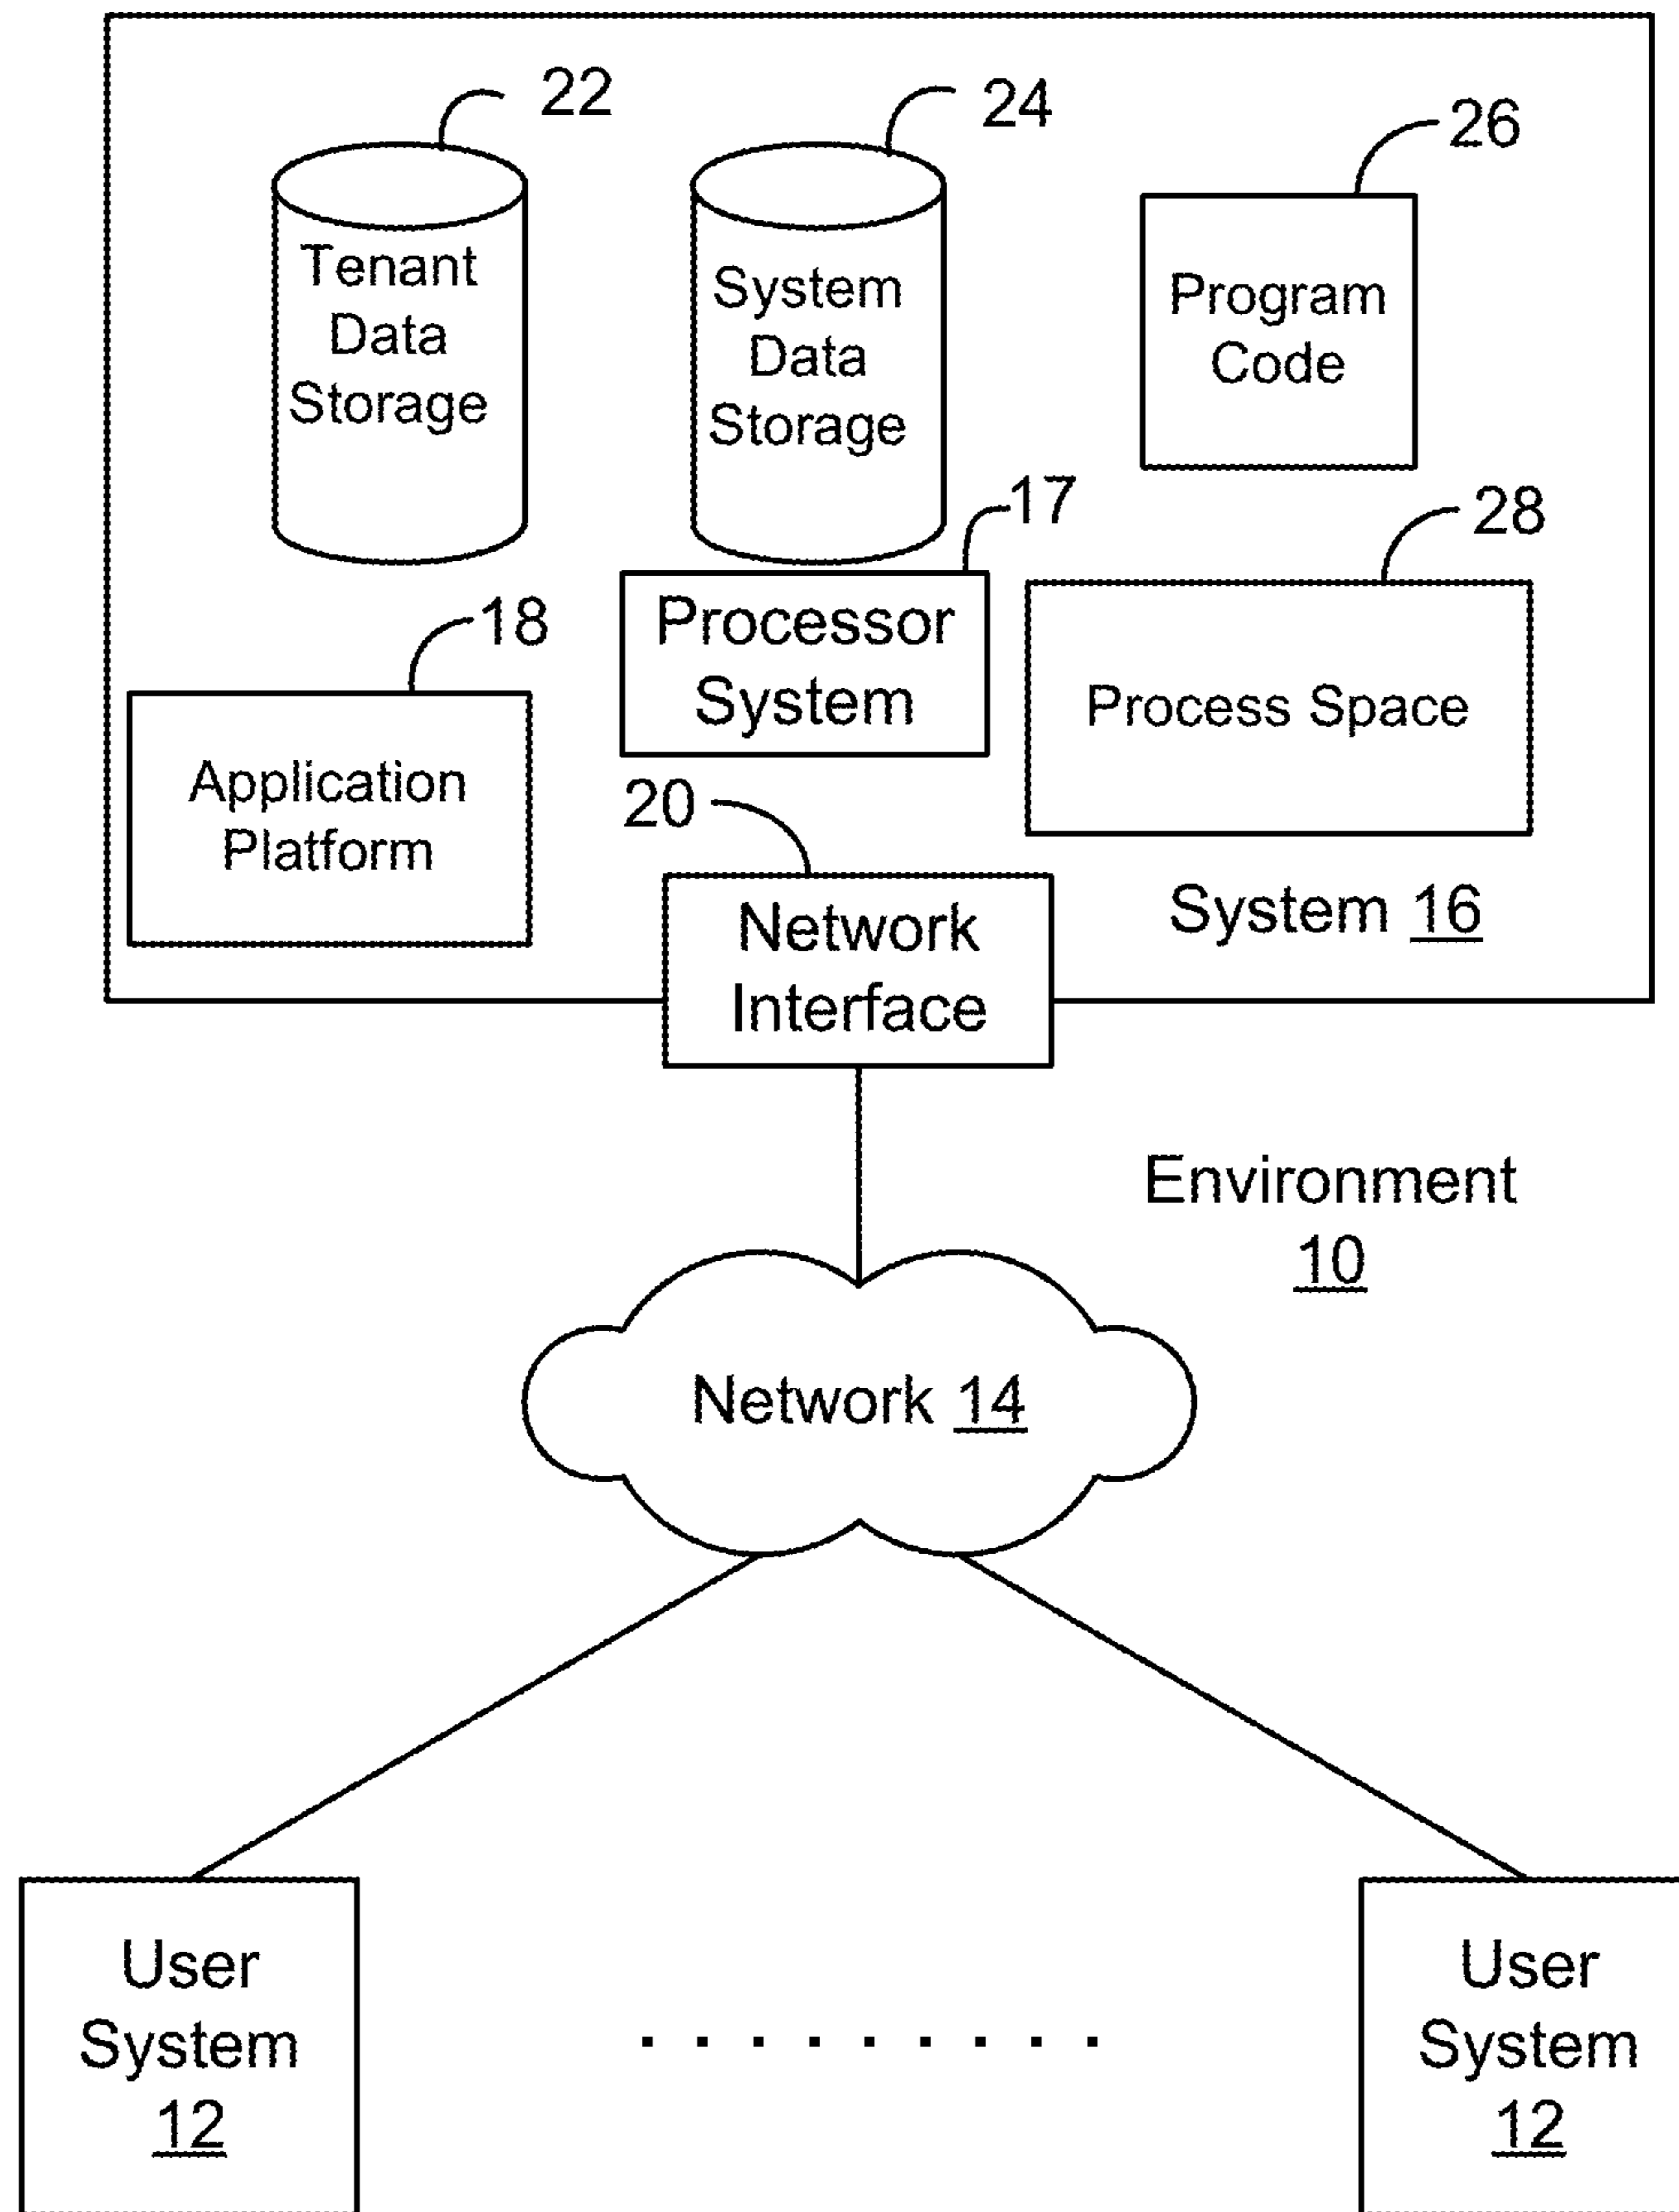 22
24
26
Tenant
Data
Storage
System
Data
Storage
Program
Code
17
28
18
Processor
System
Process Space
Application
Platform
20
Network
Interface
System 16
Environment
10
Network 14
User
System
12
. . . . . . . . .
User
System
12